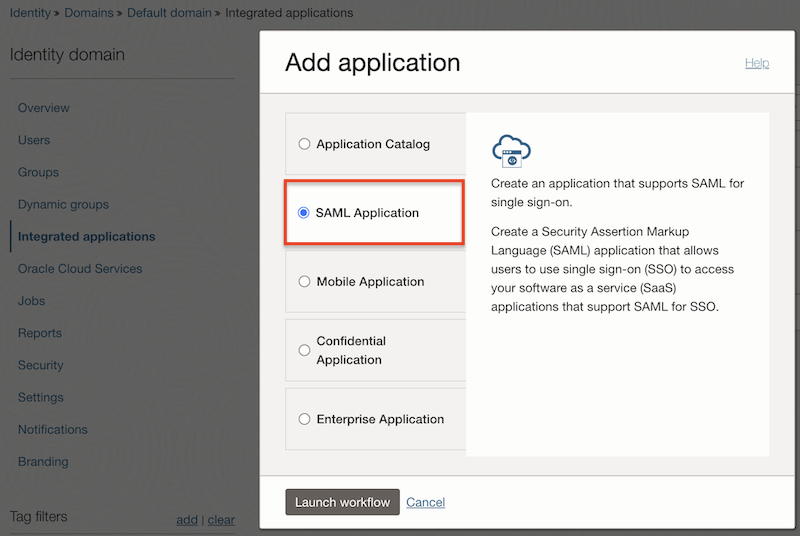 Identity » Domains » Default domain » Integrated applications
Identity domain
Overview
Users
Groups
Dynamic groups
Integrated applications
Oracle Cloud Services
Jobs
Reports
Security
Settings
Notifications
Branding
Tag filters
add | clear
Add application
Help
Application Catalog
SAML Application
Mobile Application
Confidential
Application
Enterprise Application
Create an application that supports SAML for
single sign-on.
Create a Security Assertion Markup
Language (SAML) application that allows
users to use single sign-on (SSO) to access
your software as a service (SaaS)
applications that support SAML for SSO.
Launch workflow
Cancel